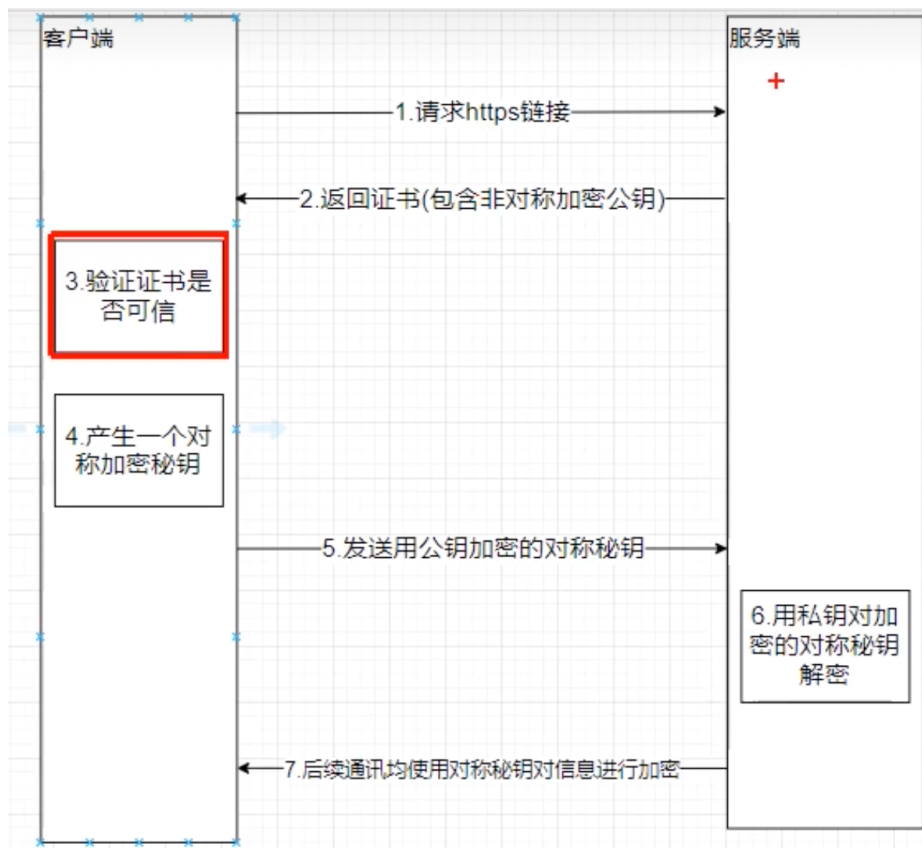 客户端
服务端
1.请求https链接
2.返回证书(包含非对称加密公钥)
3.验证证书是
否可信
4.产生一个对
称加密秘钥
5.发送用公钥加密的对称秘钥
6.用私钥对加
密的对称秘钥
解密
7.后续通讯均使用对称秘钥对信息进行加密